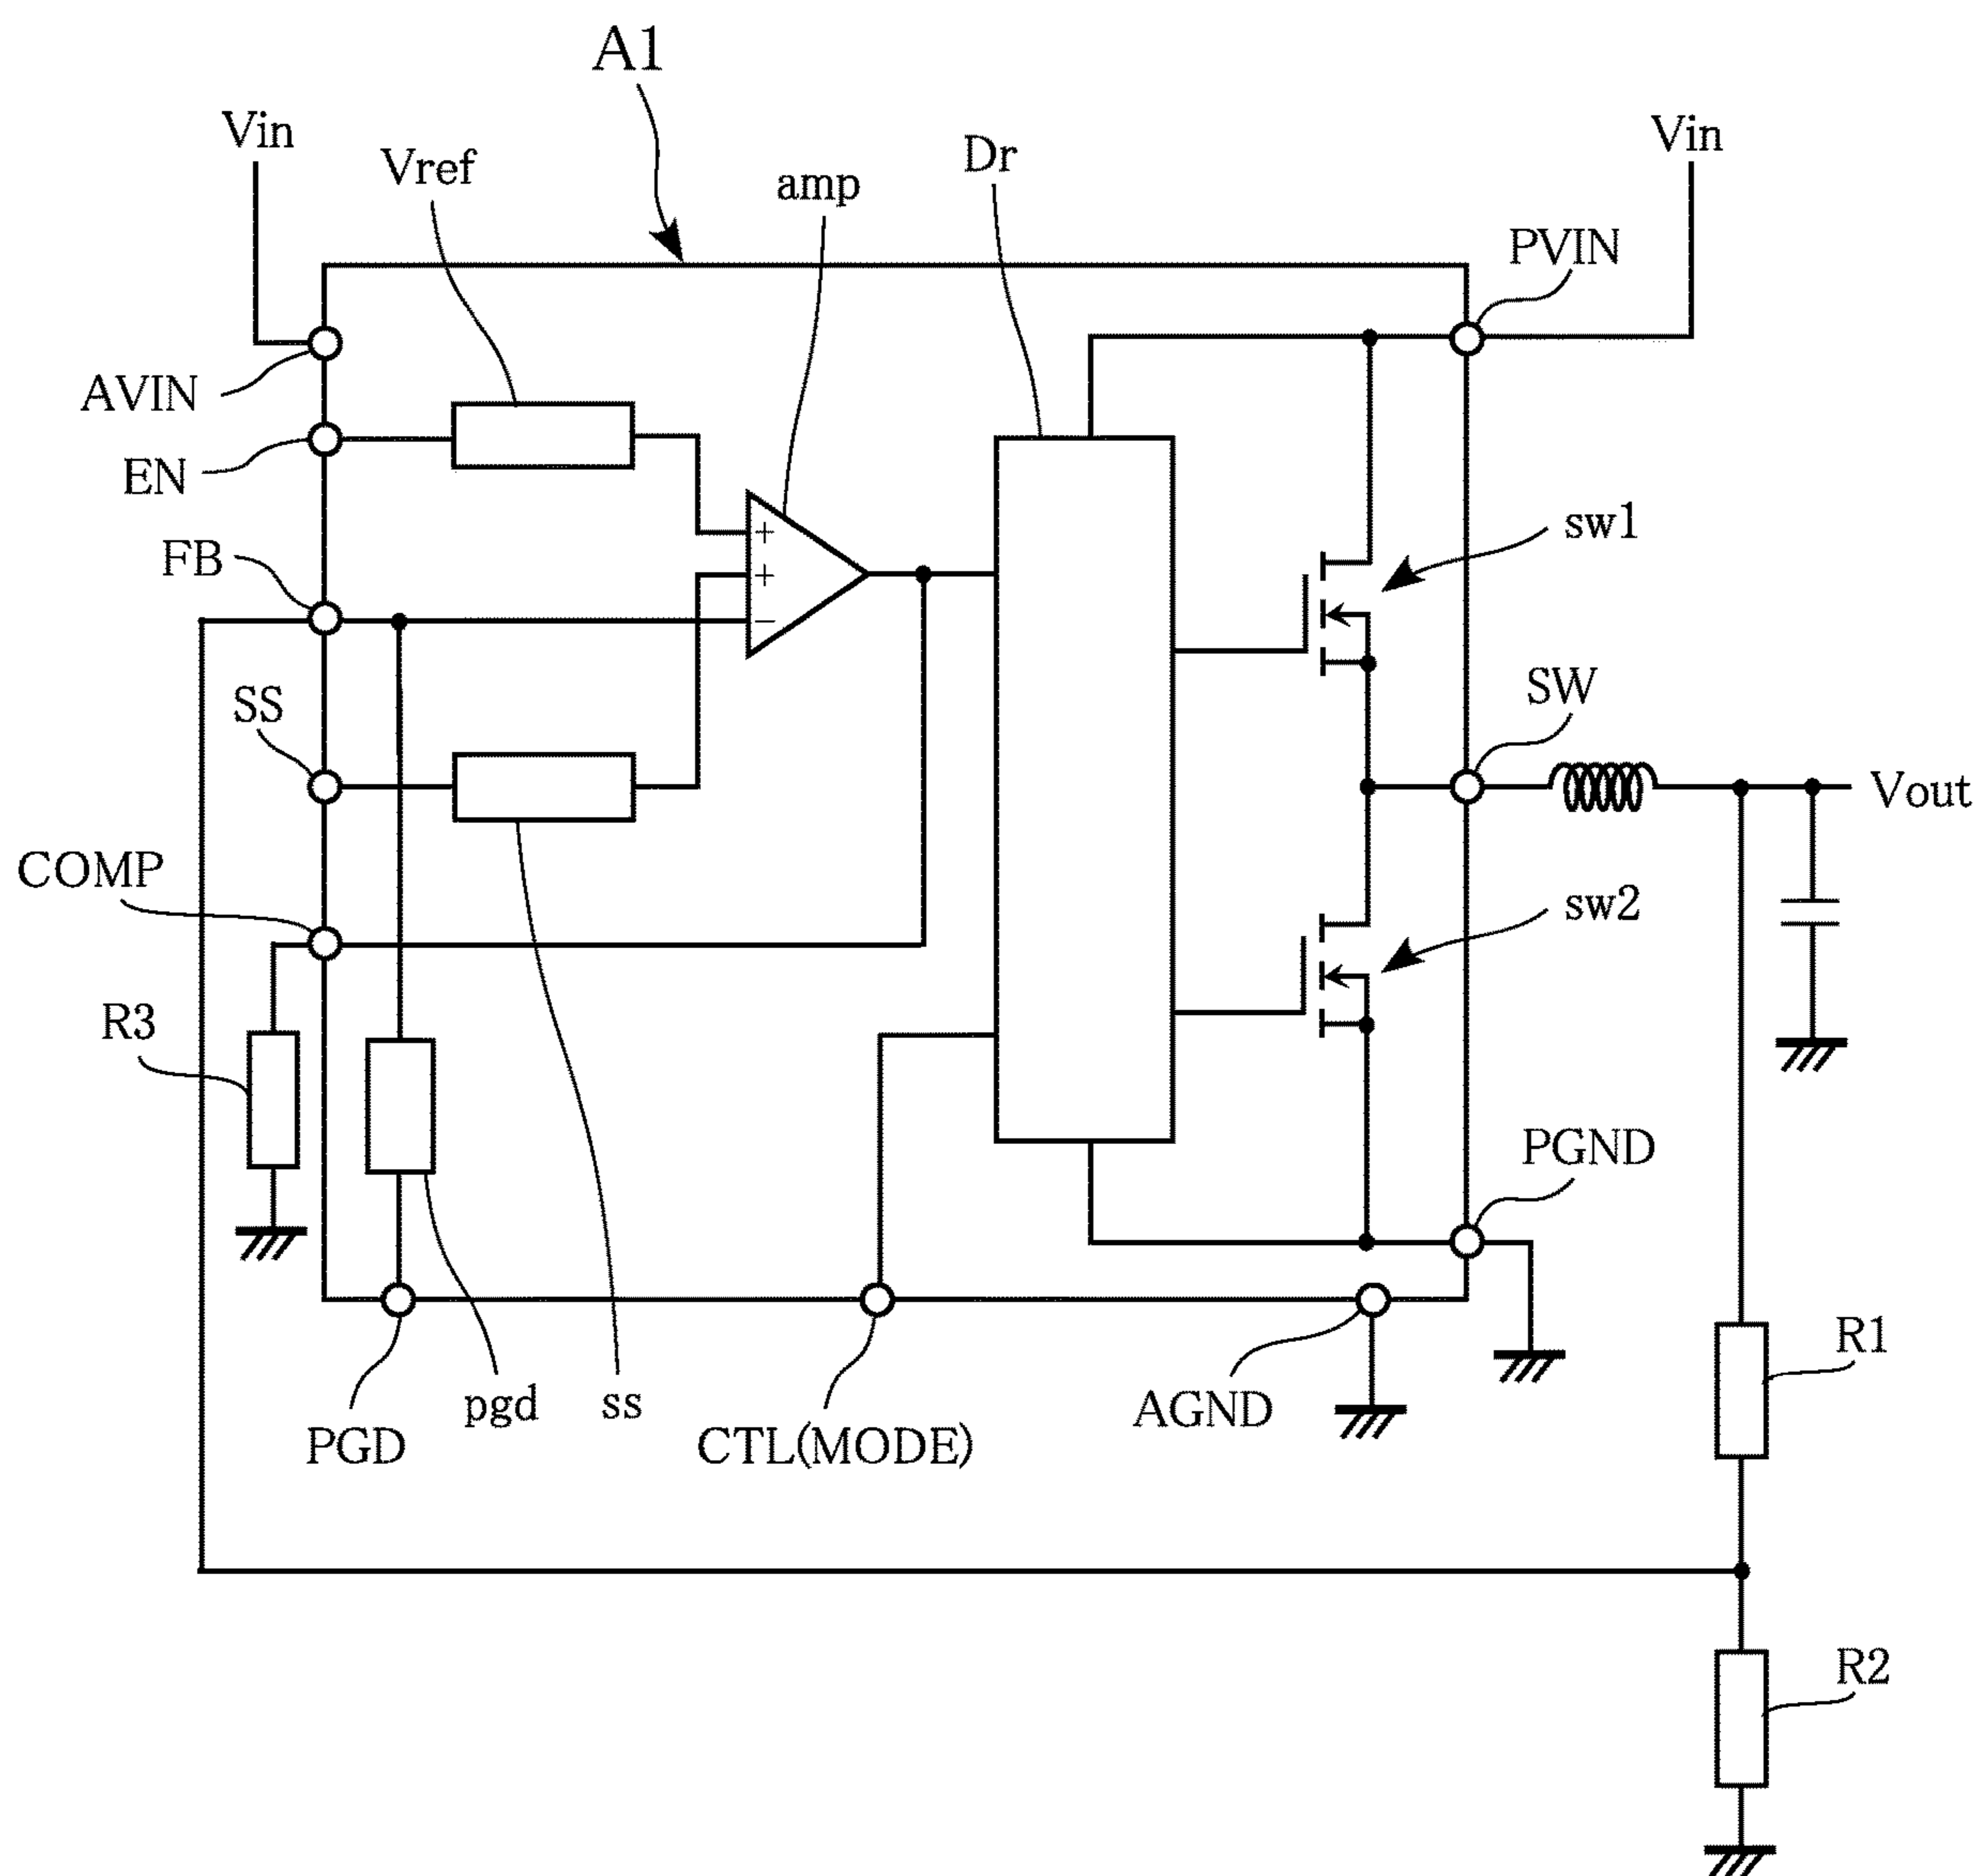 A1
Vin
Vref
amp
Dr
Vin
PVIN
AVIN
EN
+
+
−
sw1
FB
SS
SW
Vout
COMP
sw2
R3
PGND
R1
pgd
ss
AGND
PGD
CTL(MODE)
R2